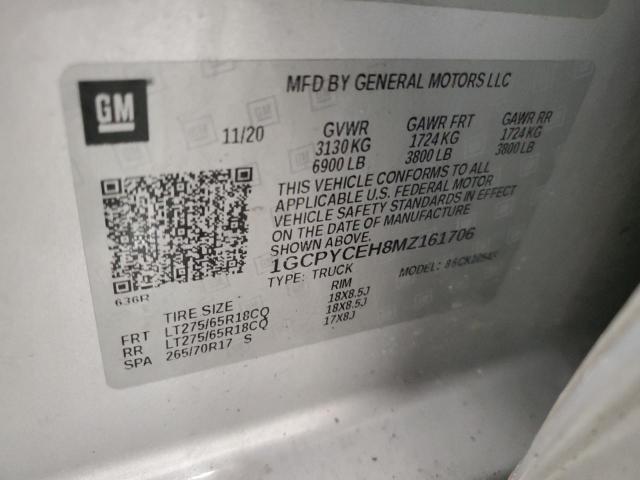 GM
MFD BY GENERAL MOTORS LLC
11/20 GVWR GAWR FRT GAWR RR
3130 KG 1724 KG 1724 KG
6900 LB 3800 LB 3800 LB
THIS VEHICLE CONFORMS TO ALL
APPLICABLE U.S. FEDERAL MOTOR
VEHICLE SAFETY STANDARDS IN EFFECT
ON THE DATE OF MANUFACTURE
SHOWN ABOVE.
1GCPYCEH8MZ161706
TYPE: TRUCK MODEL:
636R
TIRE SIZE RIM
FRT LT275/65R18CQ 18X8.5J
RR LT275/65R18CQ 18X8.5J
SPA 265/70R17 S 17X8J